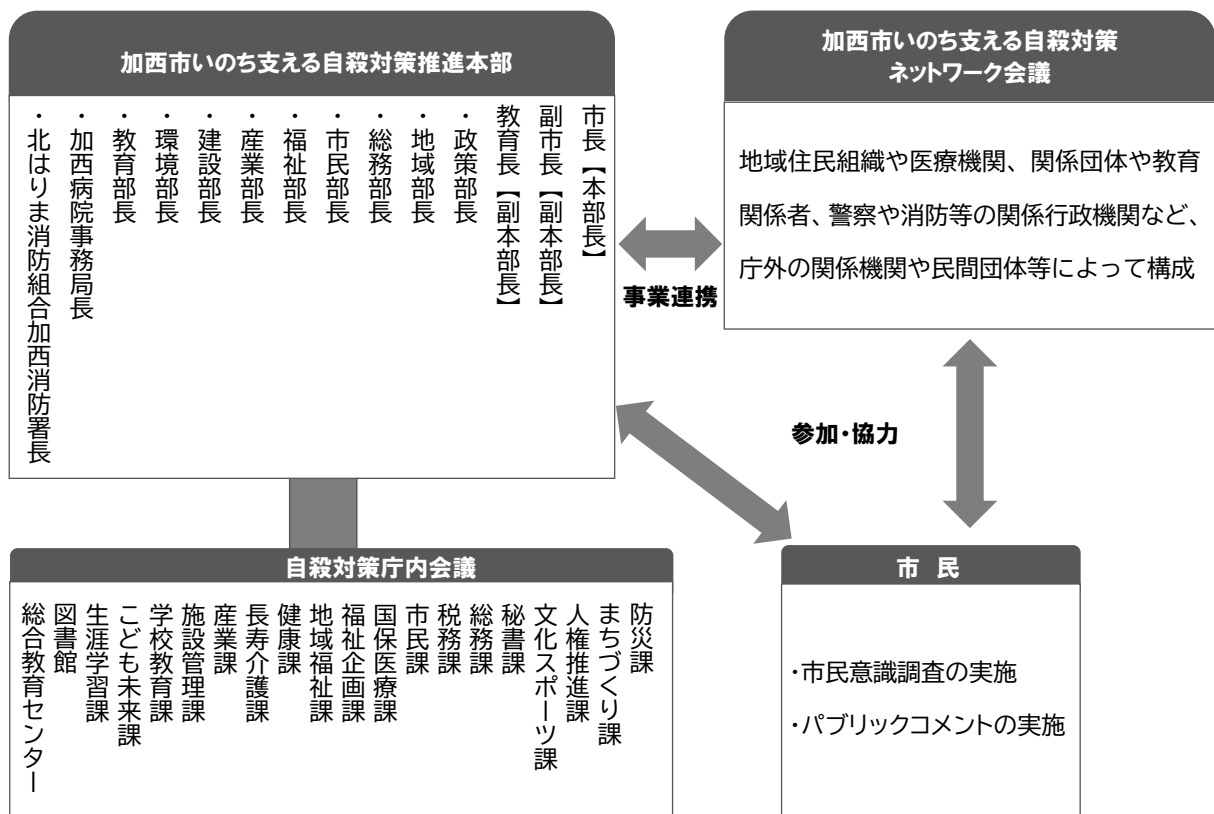 加西市いのち支える自殺対策推進本部
市長【本部長】
副市長【副本部長】
教育長【副本部長】
・政策部長
・地域部長
・総務部長
・市民部長
・福祉部長
・産業部長
・建設部長
・環境部長
・教育部長
・加西病院事務局長
・北はりま消防組合加西消防署長
事業連携
加西市いのち支える自殺対策
ネットワーク会議
地域住民組織や医療機関、関係団体や教育
関係者、警察や消防等の関係行政機関など、
庁外の関係機関や民間団体等によって構成
参加・協力
自殺対策庁内会議
防災課
まちづくり課
人権推進課
文化スポーツ課
秘書課
総務課
税務課
市民課
国保医療課
福祉企画課
地域福祉課
健康課
長寿介護課
産業課
施設管理課
学校教育課
こども未来課
生涯学習課
図書館
総合教育センター
市 民
・市民意識調査の実施
・パブリックコメントの実施